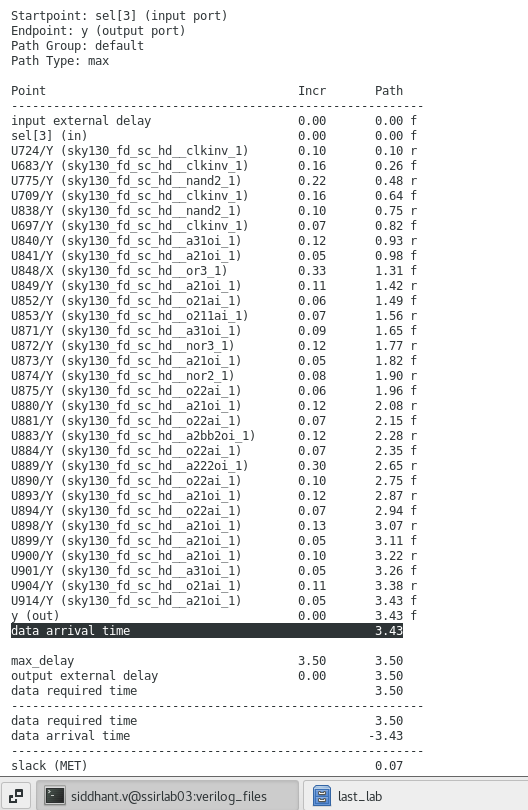 Startpoint: sel[3] (input port)
Endpoint: y (output port)
Path Group: default
Path Type: max
Point Incr Path
-----------------------------------------------------------
input external delay 0.00 0.00 f
sel[3] (in) 0.00 0.00 f
U724/Y (sky130_fd_sc_hd__clkinv_1) 0.10 0.10 r
U683/Y (sky130_fd_sc_hd__clkinv_1) 0.16 0.26 f
U775/Y (sky130_fd_sc_hd__nand2_1) 0.22 0.48 r
U709/Y (sky130_fd_sc_hd__clkinv_1) 0.16 0.64 f
U838/Y (sky130_fd_sc_hd__nand2_1) 0.10 0.75 r
U697/Y (sky130_fd_sc_hd__clkinv_1) 0.07 0.82 f
U840/Y (sky130_fd_sc_hd__a31oi_1) 0.12 0.93 r
U841/Y (sky130_fd_sc_hd__a21oi_1) 0.05 0.98 f
U848/X (sky130_fd_sc_hd__or3_1) 0.33 1.31 f
U849/Y (sky130_fd_sc_hd__a21oi_1) 0.11 1.42 r
U852/Y (sky130_fd_sc_hd__o21ai_1) 0.06 1.49 f
U853/Y (sky130_fd_sc_hd__o211ai_1) 0.07 1.56 r
U871/Y (sky130_fd_sc_hd__a31oi_1) 0.09 1.65 f
U872/Y (sky130_fd_sc_hd__nor3_1) 0.12 1.77 r
U873/Y (sky130_fd_sc_hd__a21oi_1) 0.05 1.82 f
U874/Y (sky130_fd_sc_hd__nor2_1) 0.08 1.90 r
U875/Y (sky130_fd_sc_hd__o22ai_1) 0.06 1.96 f
U880/Y (sky130_fd_sc_hd__a21oi_1) 0.12 2.08 r
U881/Y (sky130_fd_sc_hd__o22ai_1) 0.07 2.15 f
U883/Y (sky130_fd_sc_hd__a2bb2oi_1) 0.12 2.28 r
U884/Y (sky130_fd_sc_hd__o22ai_1) 0.07 2.35 f
U889/Y (sky130_fd_sc_hd__a222oi_1) 0.30 2.65 r
U890/Y (sky130_fd_sc_hd__o22ai_1) 0.10 2.75 f
U893/Y (sky130_fd_sc_hd__a21oi_1) 0.12 2.87 r
U894/Y (sky130_fd_sc_hd__o22ai_1) 0.07 2.94 f
U898/Y (sky130_fd_sc_hd__a21oi_1) 0.13 3.07 r
U899/Y (sky130_fd_sc_hd__a21oi_1) 0.05 3.11 f
U900/Y (sky130_fd_sc_hd__a21oi_1) 0.10 3.22 r
U901/Y (sky130_fd_sc_hd__a31oi_1) 0.05 3.26 f
U904/Y (sky130_fd_sc_hd__o21ai_1) 0.11 3.38 r
U914/Y (sky130_fd_sc_hd__a21oi_1) 0.05 3.43 f
y (out) 0.00 3.43 f
data arrival time 3.43
max_delay 3.50 3.50
output external delay 0.00 3.50
data required time 3.50
-----------------------------------------------------------
data required time 3.50
data arrival time -3.43
-----------------------------------------------------------
slack (MET) 0.07
siddhant.v@ssirlab03:verilog_files last_lab